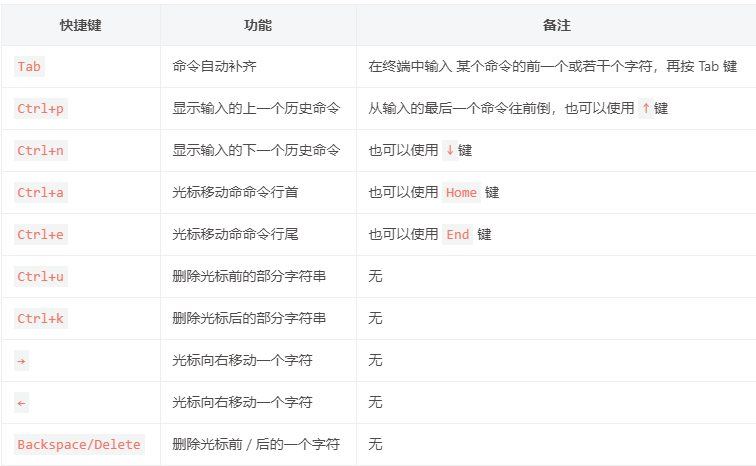 快捷键 功能 备注
Tab 命令自动补齐 在终端中输入 某个命令的前一个或若干个字符，再按 Tab 键
Ctrl+p 显示输入的上一个历史命令 从输入的最后一个命令往前倒，也可以使用 ↑ 键
Ctrl+n 显示输入的下一个历史命令 也可以使用 ↓ 键
Ctrl+a 光标移动命命令行首 也可以使用 Home 键
Ctrl+e 光标移动命命令行尾 也可以使用 End 键
Ctrl+u 删除光标前的部分字符串 无
Ctrl+k 删除光标后的部分字符串 无
→ 光标向右移动一个字符 无
← 光标向右移动一个字符 无
Backspace/Delete 删除光标前 / 后的一个字符 无